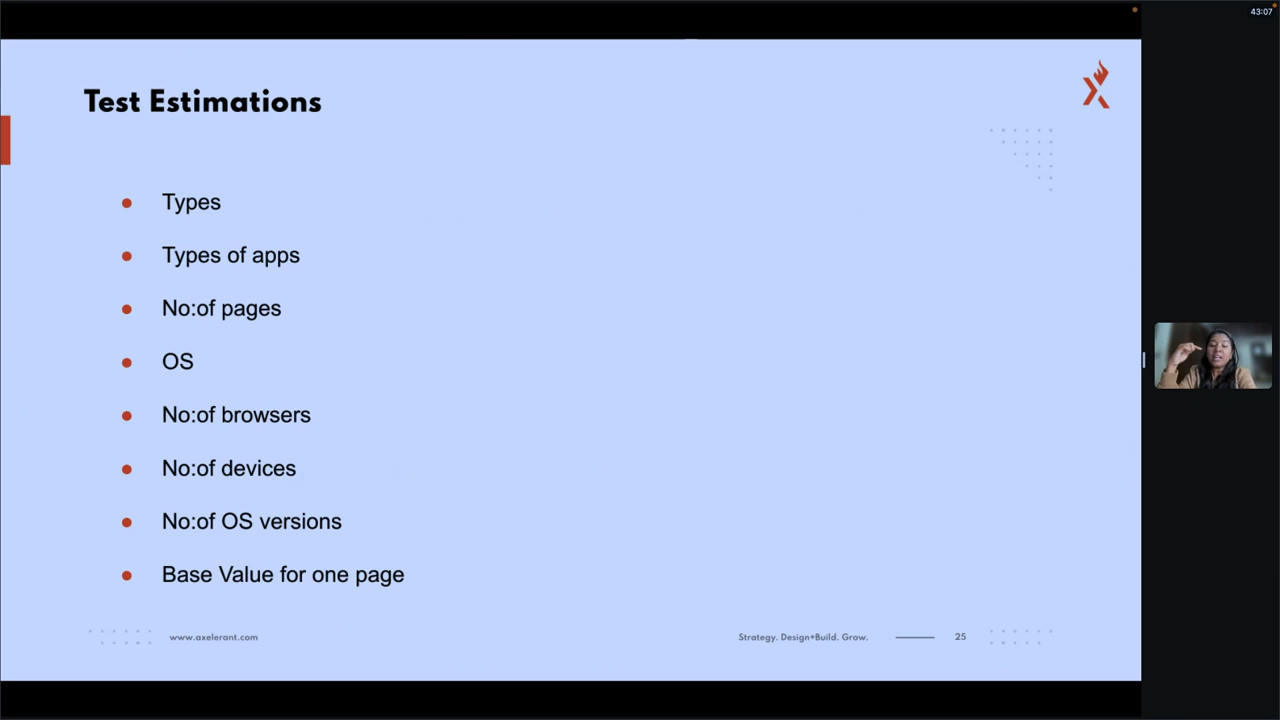 43:07
Test Estimations
Types
Types of apps
No:of pages
OS
No:of browsers
No:of devices
No:of OS versions
Base Value for one page
www.axelerant.com
Strategy. Design+Build. Grow.
25